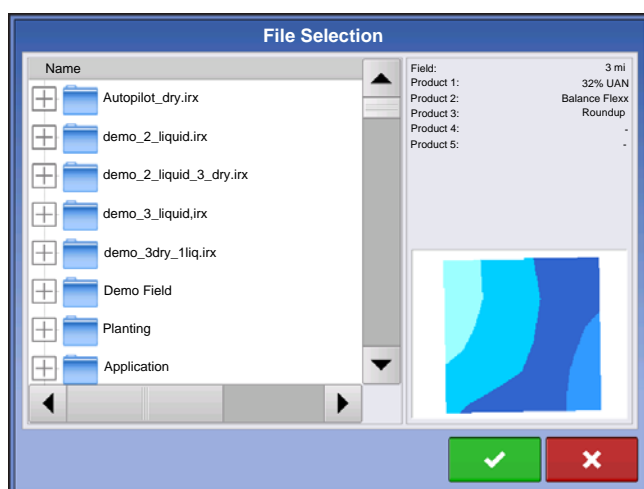 File Selection
Name
Autopilot_dry.irx
demo_2_liquid.irx
demo_2_liquid_3_dry.irx
demo_3_liquid,irx
demo_3dry_1liq.irx
Demo Field
Planting
Application
Field: 3 mi
Product 1: 32% UAN
Product 2: Balance Flexx
Product 3: Roundup
Product 4: -
Product 5: -